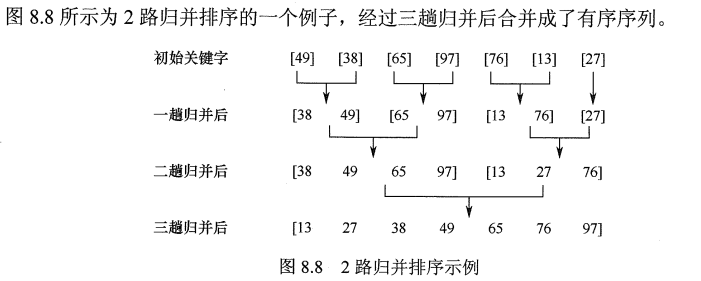 图 8.8 所示为 2 路归并排序的一个例子，经过三趟归并后合并成了有序序列。
初始关键字 [49] [38] [65] [97] [76] [13] [27]
一趟归并后 [38 49] [65 97] [13 76] [27]
二趟归并后 [38 49 65 97] [13 27 76]
三趟归并后 [13 27 38 49 65 76 97]
图 8.8 2 路归并排序示例